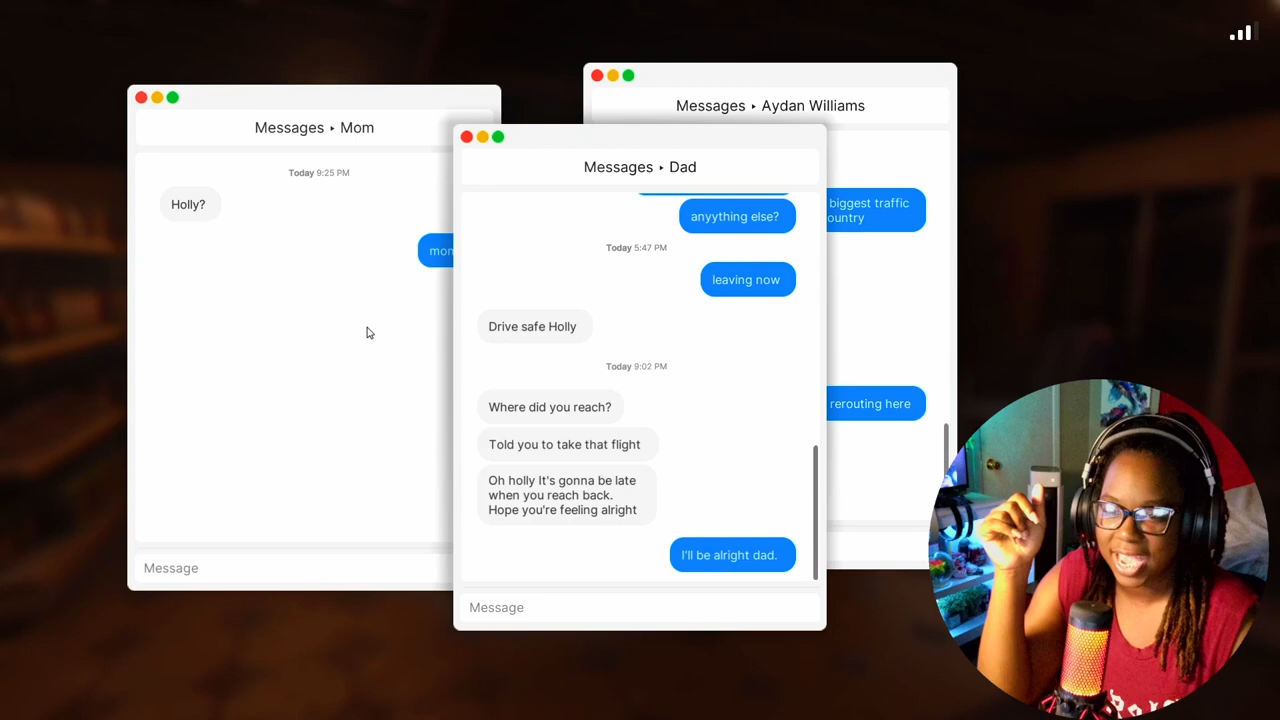 Messages ▸ Mom
Today 9:25 PM
Holly?
mom
Message
Messages ▸ Dad
anyything else?
Today 5:47 PM
leaving now
Drive safe Holly
Today 9:02 PM
Where did you reach?
Told you to take that flight
Oh holly It's gonna be late
when you reach back.
Hope you're feeling alright
I'll be alright dad.
Message
Messages ▸ Aydan Williams
biggest traffic
rerouting here